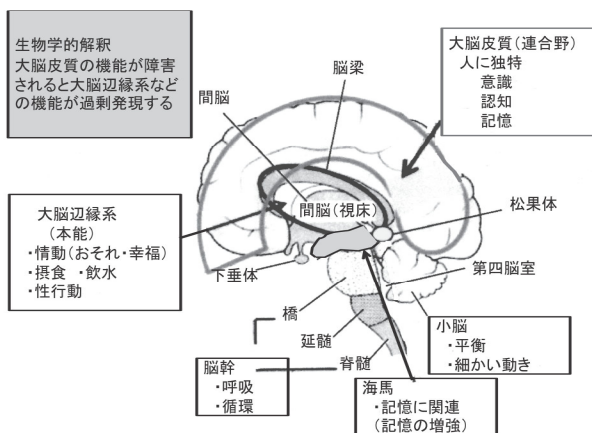 生物学的解釈
大脳皮質の機能が障害
されると大脳辺縁系など
の機能が過剰発現する
大脳皮質(連合野)
人に独特
意識
認知
記憶
脳梁
間脳
間脳(視床)
松果体
大脳辺縁系
(本能)
・情動(おそれ・幸福)
・摂食 ・飲水
・性行動
下垂体
第四脳室
橋
延髄
脊髄
小脳
・平衡
・細かい動き
脳幹
・呼吸
・循環
海馬
・記憶に関連
(記憶の増強)